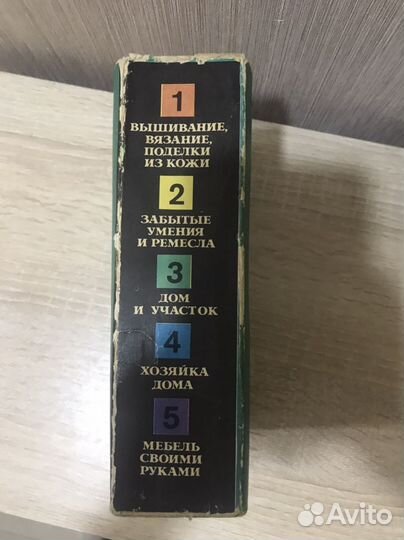 1
ВЫШИВАНИЕ,
ВЯЗАНИЕ,
ПОДЕЛКИ
ИЗ КОЖИ
2
ЗАБЫТЫЕ
УМЕНИЯ
И РЕМЕСЛА
3
ДОМ
И УЧАСТОК
4
ХОЗЯЙКА
ДОМА
5
МЕБЕЛЬ
СВОИМИ
РУКАМИ
Avito